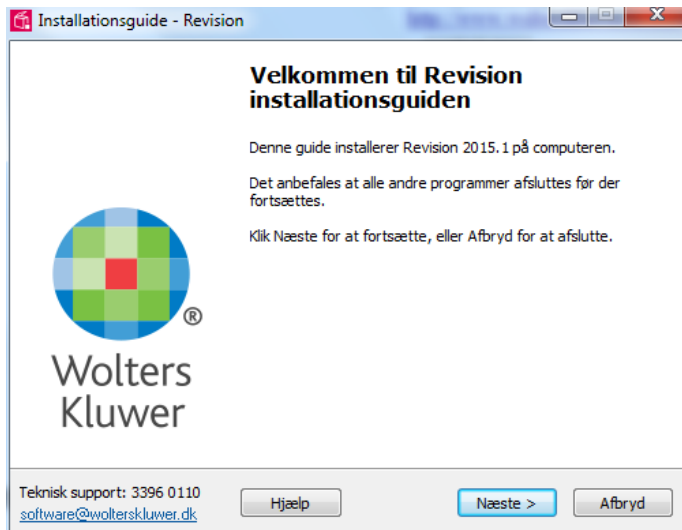 Installationsguide - Revision
Velkommen til Revision
installationsguiden
Denne guide installerer Revision 2015.1 på computeren.
Det anbefales at alle andre programmer afsluttes før der
fortsættes.
Klik Næste for at fortsætte, eller Afbryd for at afslutte.
®
Wolters
Kluwer
Teknisk support: 3396 0110
software@wolterskluwer.dk
Hjælp
Næste >
Afbryd